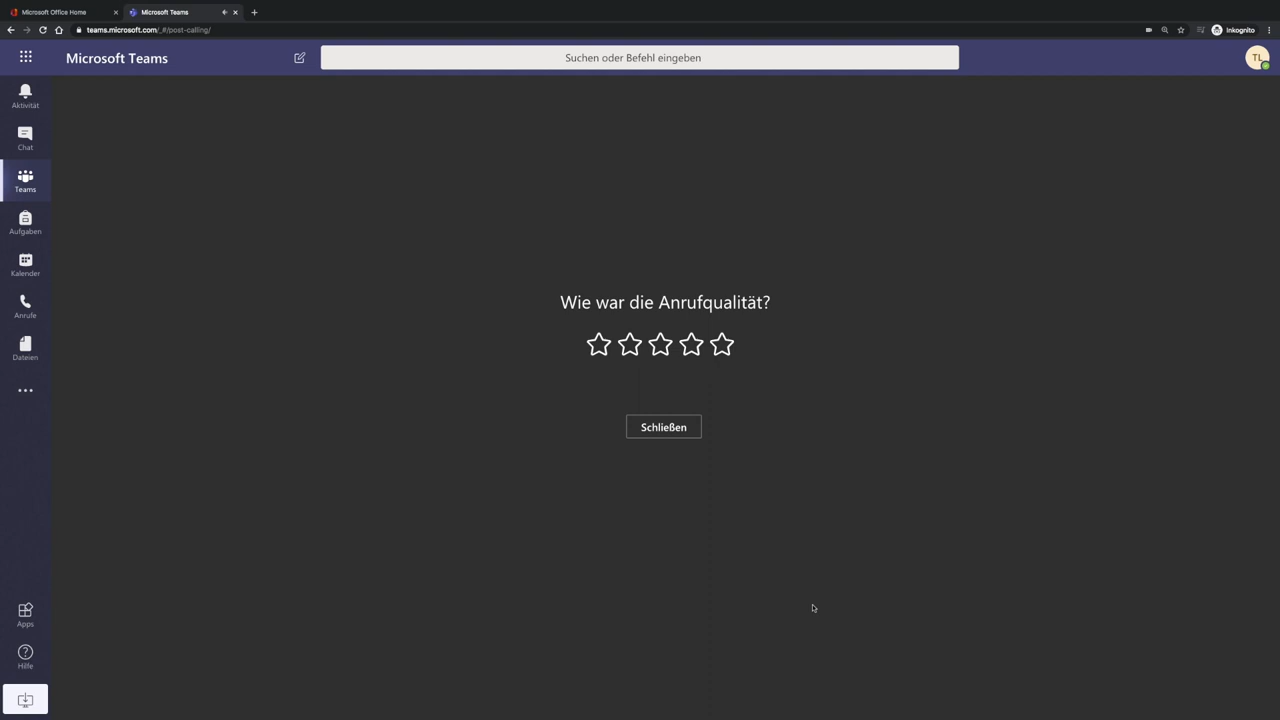 Microsoft Office Home
Microsoft Teams
teams.microsoft.com/_#/post-calling/
Inkognito
Microsoft Teams
Suchen oder Befehl eingeben
TL
Aktivität
Chat
Teams
Aufgaben
Kalender
Anrufe
Dateien
Wie war die Anrufqualität?
Schließen
Apps
Hilfe